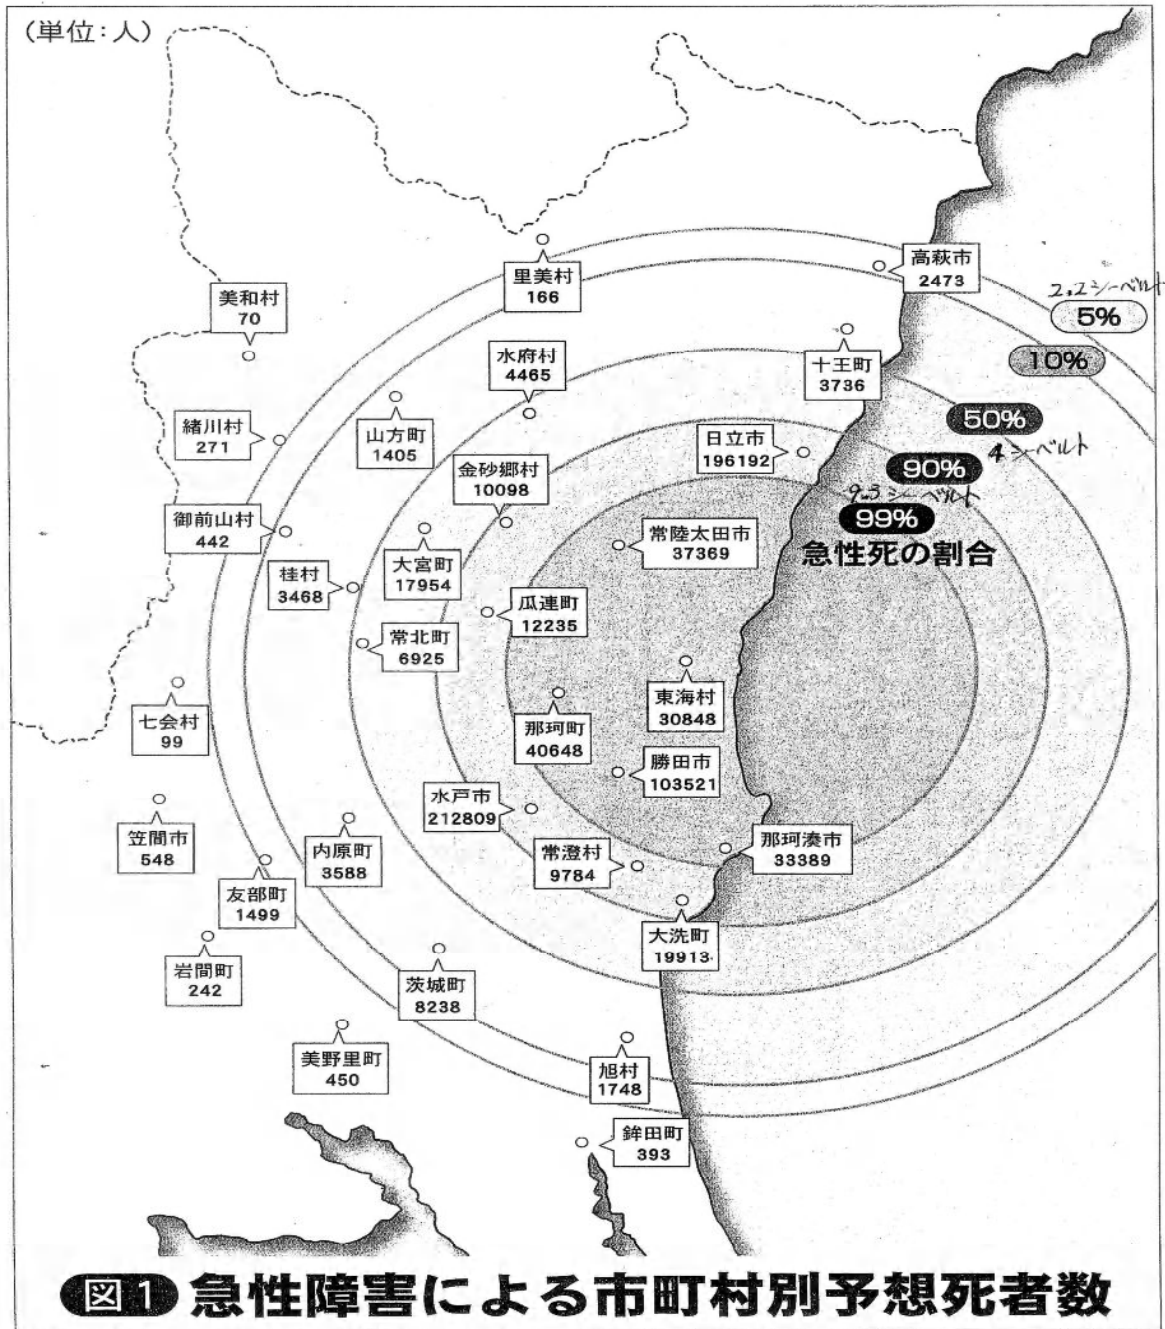 (単位:人)
里美村
166
高萩市
2473
2.2シーベルト
5%
美和村
70
10%
水府村
4465
十王町
3736
緒川村
271
山方町
1405
50%
4シーベルト
日立市
196192
金砂郷村
10098
90%
9.3シーベルト
99%
急性死の割合
御前山村
442
常陸太田市
37369
大宮町
17954
桂村
3468
瓜連町
12235
常北町
6925
東海村
30848
七会村
99
那珂町
40648
勝田市
103521
水戸市
212809
笠間市
548
内原町
3588
常澄村
9784
那珂湊市
33389
友部町
1499
大洗町
19913
岩間町
242
茨城町
8238
美野里町
450
旭村
1748
鉾田町
393
図1 急性障害による市町村別予想死者数